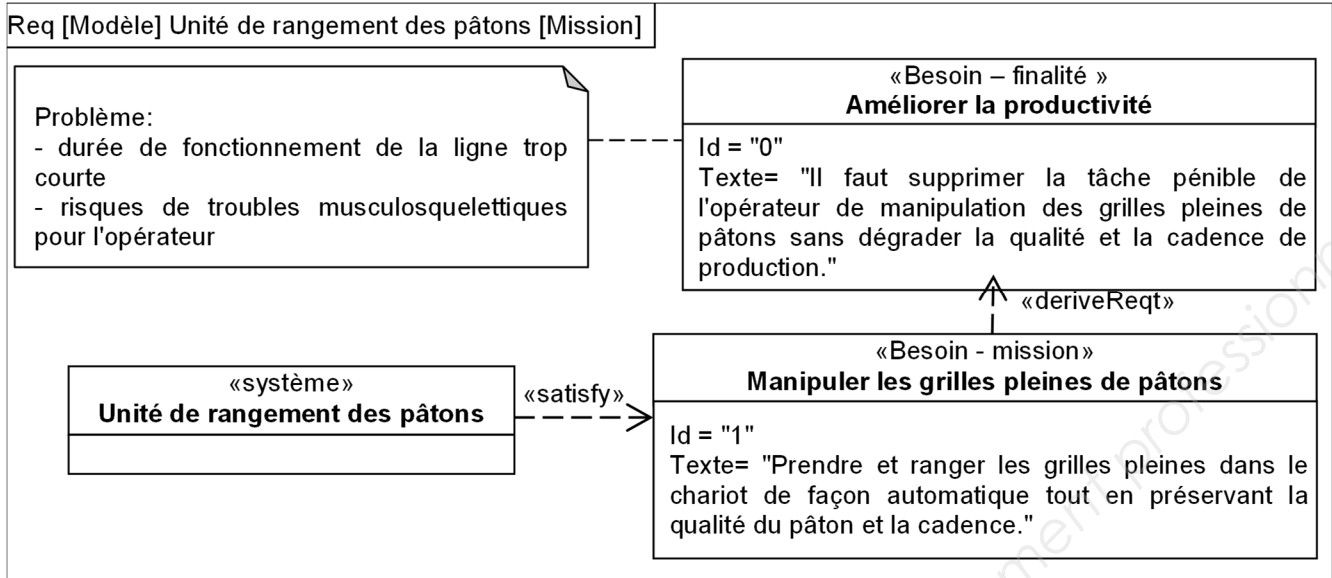 Req [Modèle] Unité de rangement des pâtons [Mission]
Problème:
- durée de fonctionnement de la ligne trop
courte
- risques de troubles musculosquelettiques
pour l'opérateur
«Besoin – finalité »
Améliorer la productivité
Id = "0"
Texte= "Il faut supprimer la tâche pénible de
l'opérateur de manipulation des grilles pleines de
pâtons sans dégrader la qualité et la cadence de
production."
«deriveReqt»
«système»
Unité de rangement des pâtons
«satisfy»
«Besoin - mission»
Manipuler les grilles pleines de pâtons
Id = "1"
Texte= "Prendre et ranger les grilles pleines dans le
chariot de façon automatique tout en préservant la
qualité du pâton et la cadence."